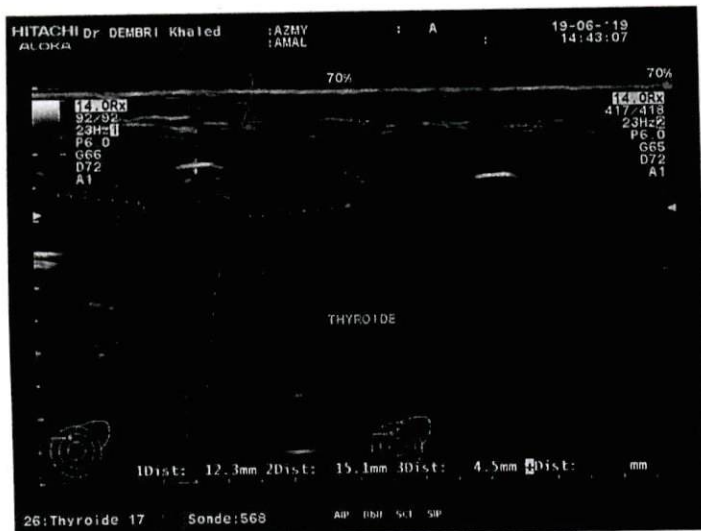 HITACHI Dr DEMBRI Khaled :AZMY : A 19-06-'19
ALOKA :AMAL : 14:43:07
70% 70%
14.0Rx 14.0Rx
92/92 417/418
23Hz1 23Hz2
P6.0 P6.0
G66 G65
D72 D72
A1 A1
THYROIDE
1Dist: 12.3mm 2Dist: 15.1mm 3Dist: 4.5mm +Dist: mm
26:Thyroide 17 Sonde:568